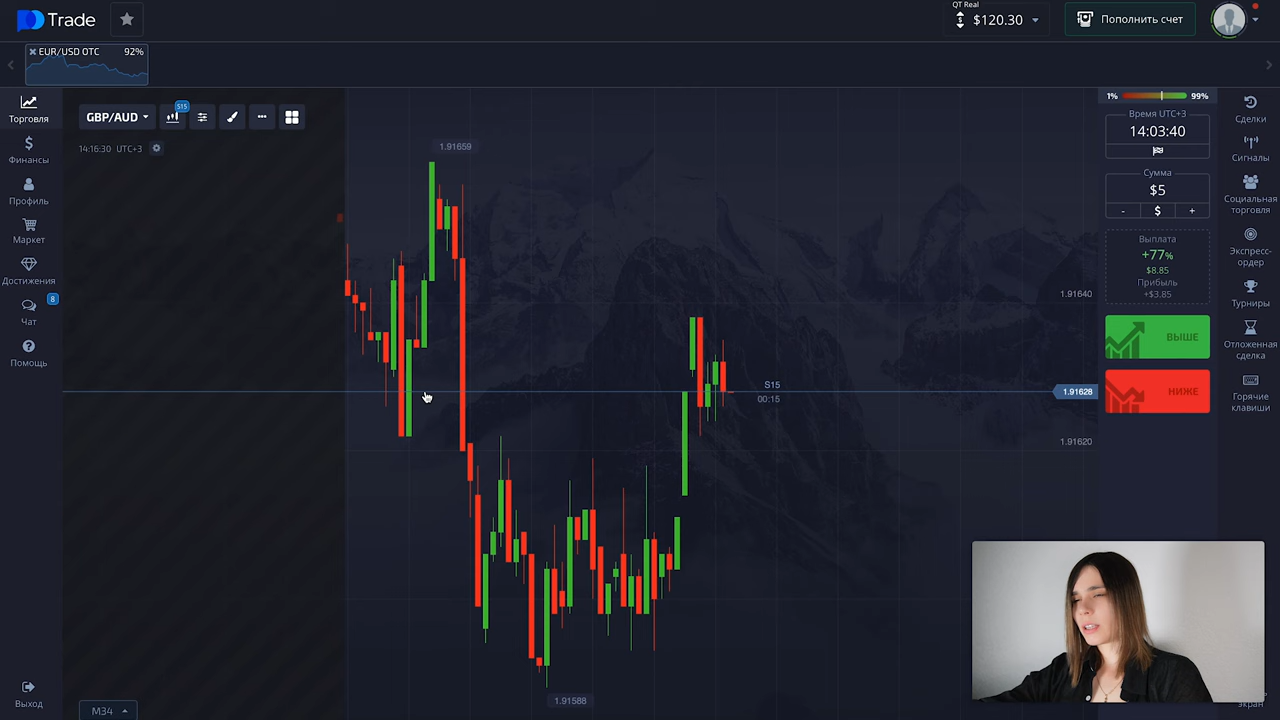 Trade
QT Real
$120.30
Пополнить счет
EUR/USD OTC 92%
Торговля
Финансы
Профиль
Маркет
Достижения
8
Чат
Помощь
Выход
GBP/AUD
S15
14:16:30 UTC+3
1.91659
1.91640
S15
00:15
1.91628
1.91620
1.91588
M34
1% 99%
Время UTC+3
14:03:40
Сумма
$5
- $ +
Выплата
+77%
$8.85
Прибыль
+$3.85
ВЫШЕ
НИЖЕ
Сделки
Сигналы
Социальная
торговля
Экспресс-
ордер
Турниры
Отложенная
сделка
Горячие
клавиши
экран